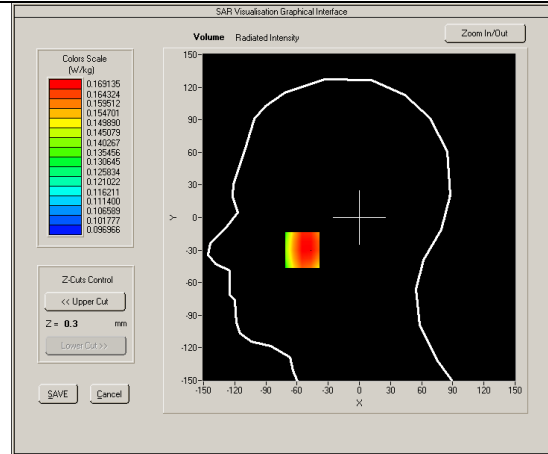 SAR Visualisation Graphical Interface
Volume Radiated Intensity
Zoom In/Out
Colors Scale
(W/kg)
0.169135
0.164324
0.159512
0.154701
0.149890
0.145079
0.140267
0.135456
0.130645
0.125834
0.121022
0.116211
0.111400
0.106589
0.101777
0.096966
Z-Cuts Control
<< Upper Cut
Z = 0.3 mm
Lower Cut >>
SAVE Cancel
150
120
90
60
30
0
-30
-60
-90
-120
-150
Y
-150 -120 -90 -60 -30 0 30 60 90 120 150
X